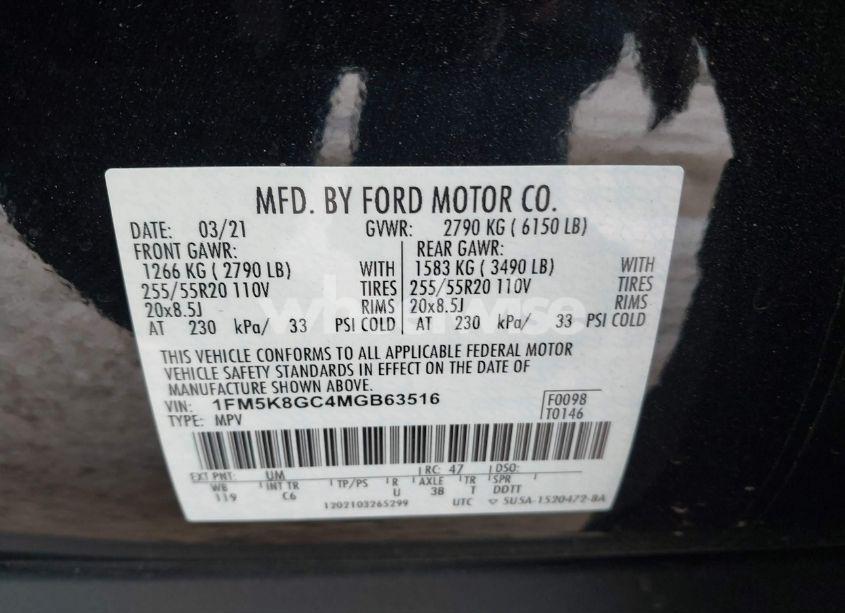 MFD. BY FORD MOTOR CO.
DATE: 03/21 GVWR: 2790 KG ( 6150 LB)
FRONT GAWR: REAR GAWR:
1266 KG ( 2790 LB) WITH 1583 KG ( 3490 LB) WITH
255/55R20 110V TIRES 255/55R20 110V TIRES
20x8.5J RIMS 20x8.5J RIMS
AT 230 kPa/ 33 PSI COLD AT 230 kPa/ 33 PSI COLD
THIS VEHICLE CONFORMS TO ALL APPLICABLE FEDERAL MOTOR
VEHICLE SAFETY STANDARDS IN EFFECT ON THE DATE OF
MANUFACTURE SHOWN ABOVE.
VIN: 1FM5K8GC4MGB63516 F0098
TYPE: MPV T0146
EXT PNT: UM RC: 47 DSO:
WB INT TR TP/PS R AXLE TR SPR
119 C6 U 3B T DDTT
1202103265299 UTC 5U5A-1520472-BA